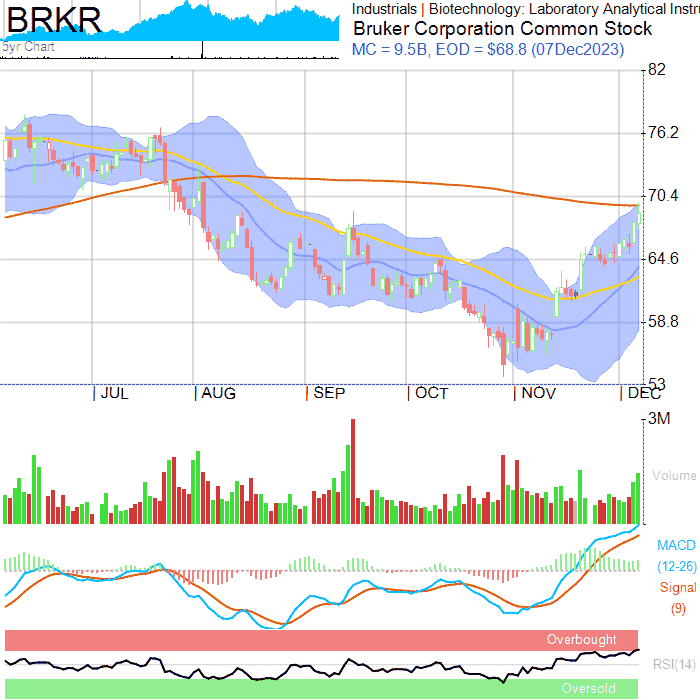 BRKR
5yr Chart
Industrials | Biotechnology: Laboratory Analytical Instru
Bruker Corporation Common Stock
MC = 9.5B, EOD = $68.8 (07Dec2023)
82
76.2
70.4
64.6
58.8
53
JUL
AUG
SEP
OCT
NOV
DEC
3M
Volume
MACD
(12-26)
Signal
(9)
Overbought
RSI(14)
Oversold